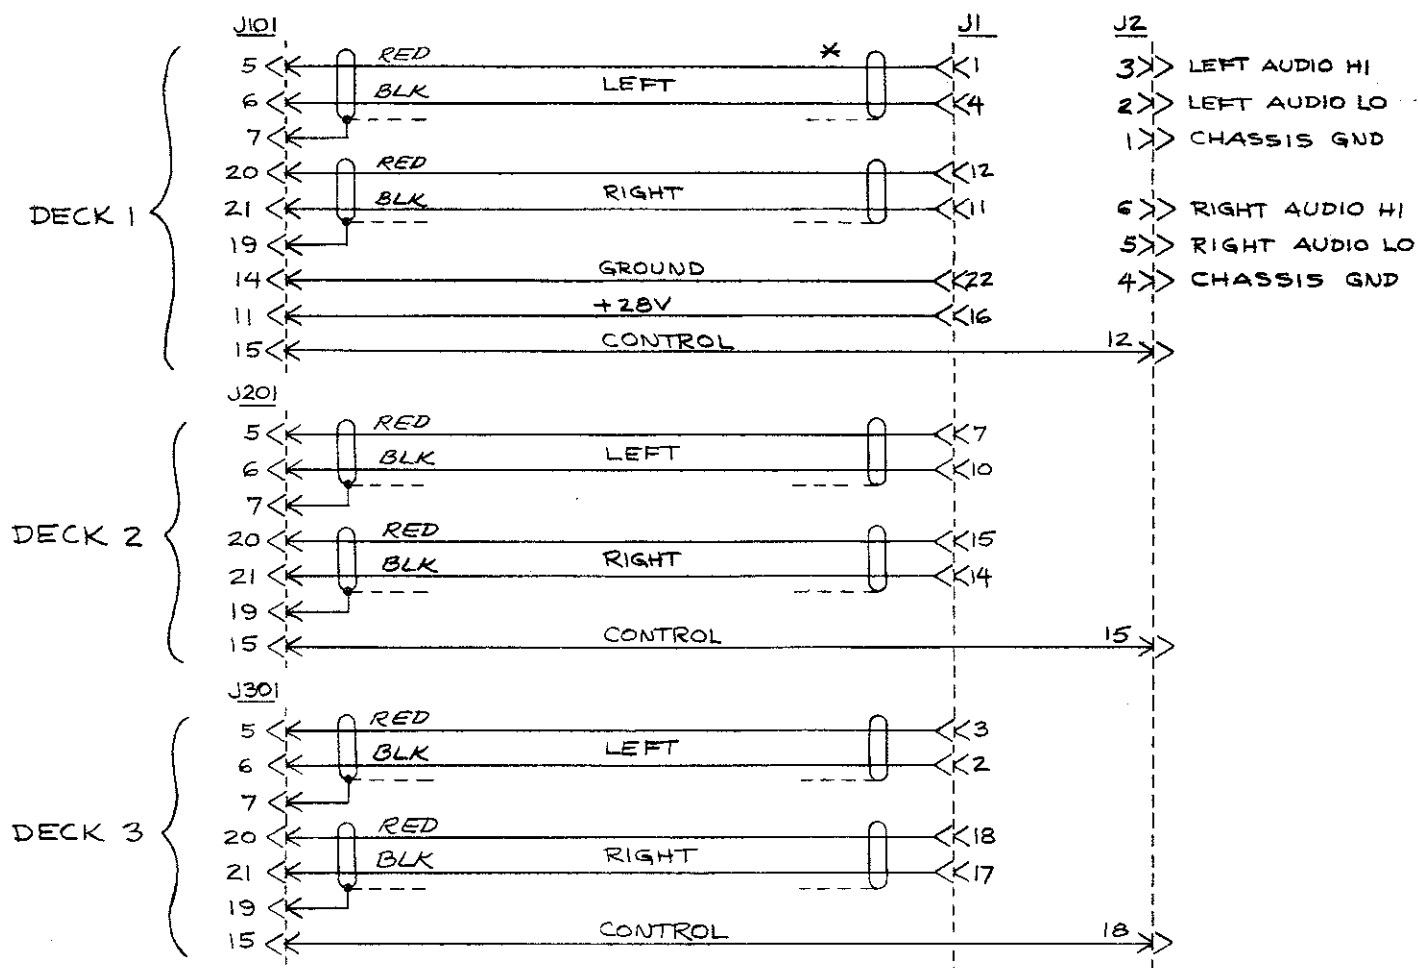 J101 J1 J2
5 RED * 1 3 LEFT AUDIO HI
LEFT
6 BLK 4 2 LEFT AUDIO LO
7 1 CHASSIS GND
20 RED 12
RIGHT
DECK 1 21 BLK 11 6 RIGHT AUDIO HI
19 5 RIGHT AUDIO LO
14 GROUND 22 4 CHASSIS GND
11 +28V 16
15 CONTROL 12
J201
5 RED 7
LEFT
6 BLK 10
7
DECK 2 20 RED 15
RIGHT
21 BLK 14
19
15 CONTROL 15
J301
5 RED 3
LEFT
6 BLK 2
7
DECK 3 20 RED 18
RIGHT
21 BLK 17
19
15 CONTROL 18